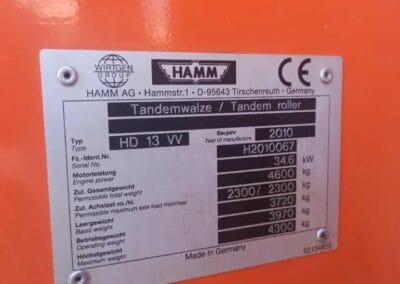 WIRTGEN GROUP
HAMM
CE
HAMM AG · Hammstr.1 · D-95643 Tirschenreuth · Germany
Tandemwalze / Tandem roller
Typ Type HD 13 VV Baujahr Year of manufacture 2010
Fz.-Ident.Nr. Serial No. H2010067
Motorleistung Engine power 34.6 kW
Zul. Gesamtgewicht Permissible total weight 4600 kg
Zul. Achslast vo./hi. Permissible maximum axle load front/rear 2300 / 2300 kg
Leergewicht Basic weight 3720 kg
Betriebsgewicht Operating weight 3970 kg
Höchstgewicht Maximum weight 4300 kg
Made in Germany